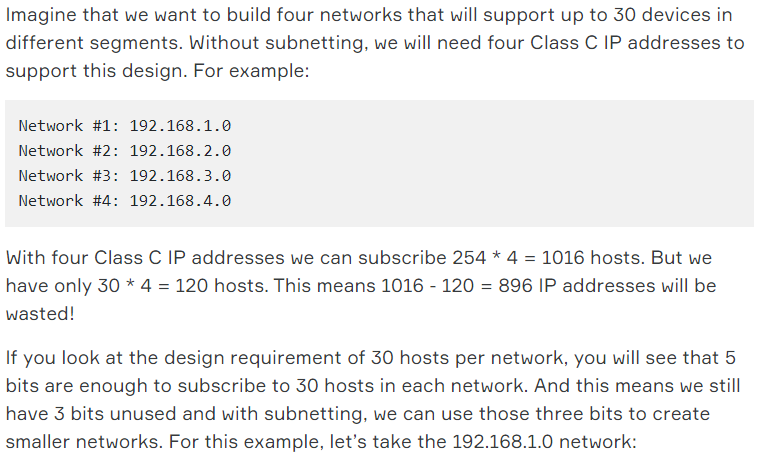 Imagine that we want to build four networks that will support up to 30 devices in
different segments. Without subnetting, we will need four Class C IP addresses to
support this design. For example:
Network #1: 192.168.1.0
Network #2: 192.168.2.0
Network #3: 192.168.3.0
Network #4: 192.168.4.0
With four Class C IP addresses we can subscribe 254 * 4 = 1016 hosts. But we
have only 30 * 4 = 120 hosts. This means 1016 - 120 = 896 IP addresses will be
wasted!
If you look at the design requirement of 30 hosts per network, you will see that 5
bits are enough to subscribe to 30 hosts in each network. And this means we still
have 3 bits unused and with subnetting, we can use those three bits to create
smaller networks. For this example, let’s take the 192.168.1.0 network: